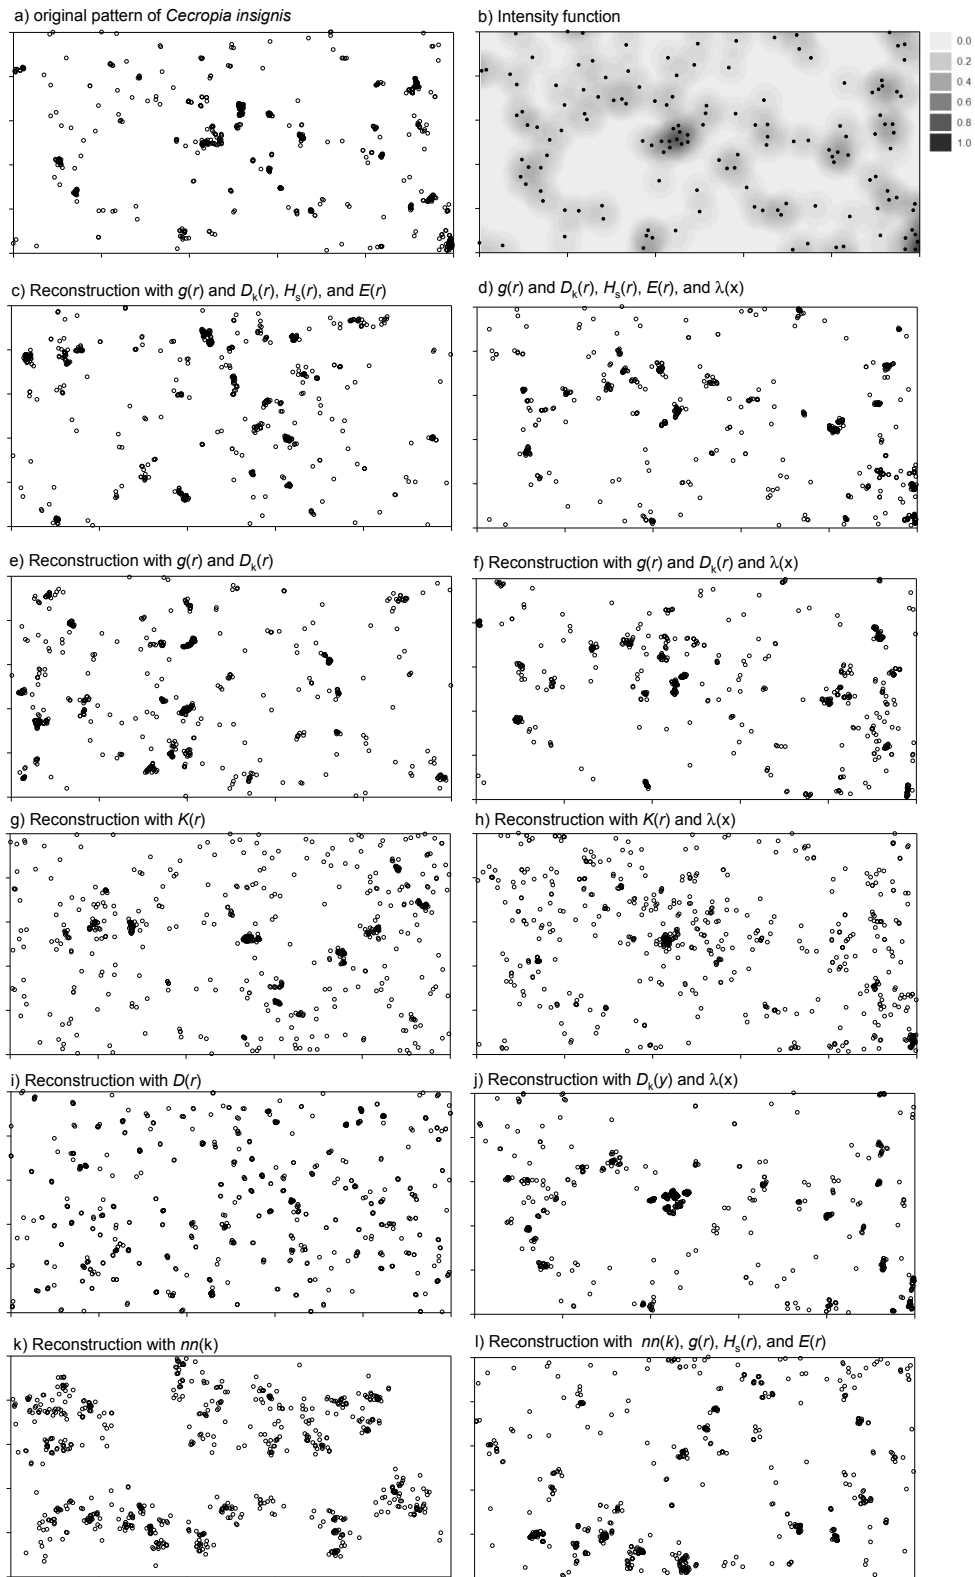 a) original pattern of Cecropia insignis
b) Intensity function
0.0
0.2
0.4
0.6
0.8
1.0
c) Reconstruction with g(r) and Dk(r), Hs(r), and E(r)
d) g(r) and Dk(r), Hs(r), E(r), and λ(x)
e) Reconstruction with g(r) and Dk(r)
f) Reconstruction with g(r) and Dk(r) and λ(x)
g) Reconstruction with K(r)
h) Reconstruction with K(r) and λ(x)
i) Reconstruction with D(r)
j) Reconstruction with Dk(y) and λ(x)
k) Reconstruction with nn(k)
l) Reconstruction with nn(k), g(r), Hs(r), and E(r)